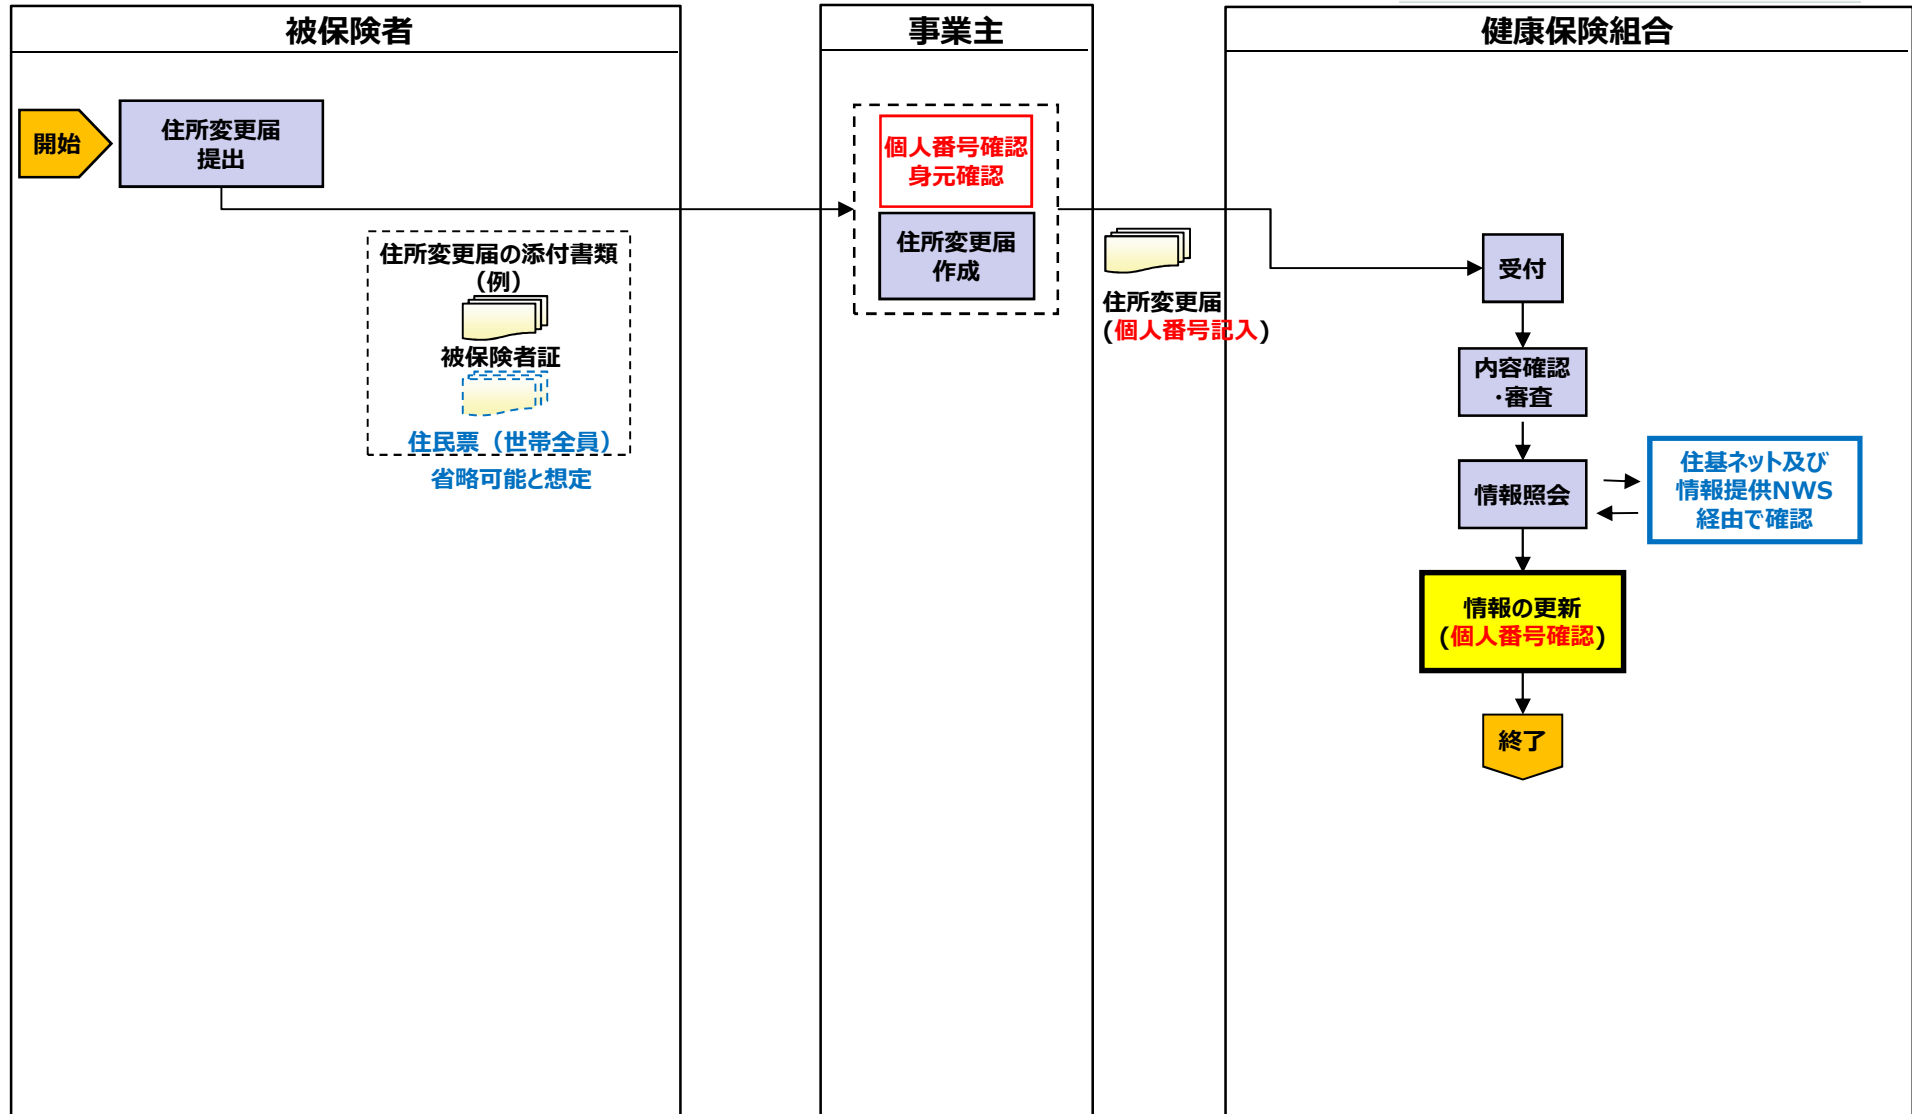 被保険者
事業主
健康保険組合
開始
住所変更届
提出
住所変更届の添付書類
（例）
被保険者証
住民票（世帯全員）
省略可能と想定
個人番号確認
身元確認
住所変更届
作成
住所変更届
(個人番号記入)
受付
内容確認
・審査
情報照会
住基ネット及び
情報提供NWS
経由で確認
情報の更新
(個人番号確認)
終了